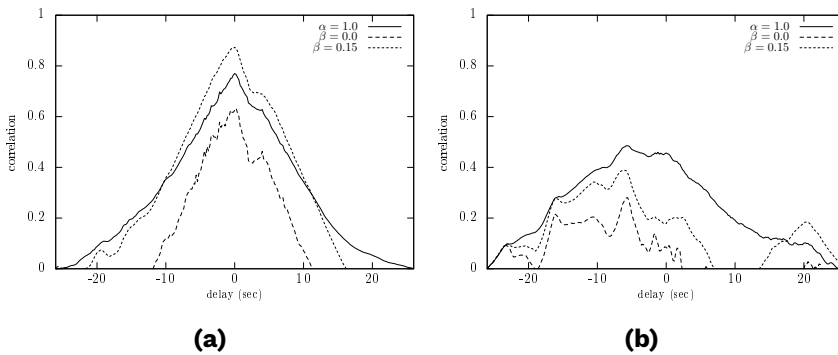 1
0.8
0.6
0.4
0.2
0
correlation
-20
-10
0
10
20
delay (sec)
α = 1.0
β = 0.0
β = 0.15
(a)
1
0.8
0.6
0.4
0.2
0
correlation
-20
-10
0
10
20
delay (sec)
α = 1.0
β = 0.0
β = 0.15
(b)